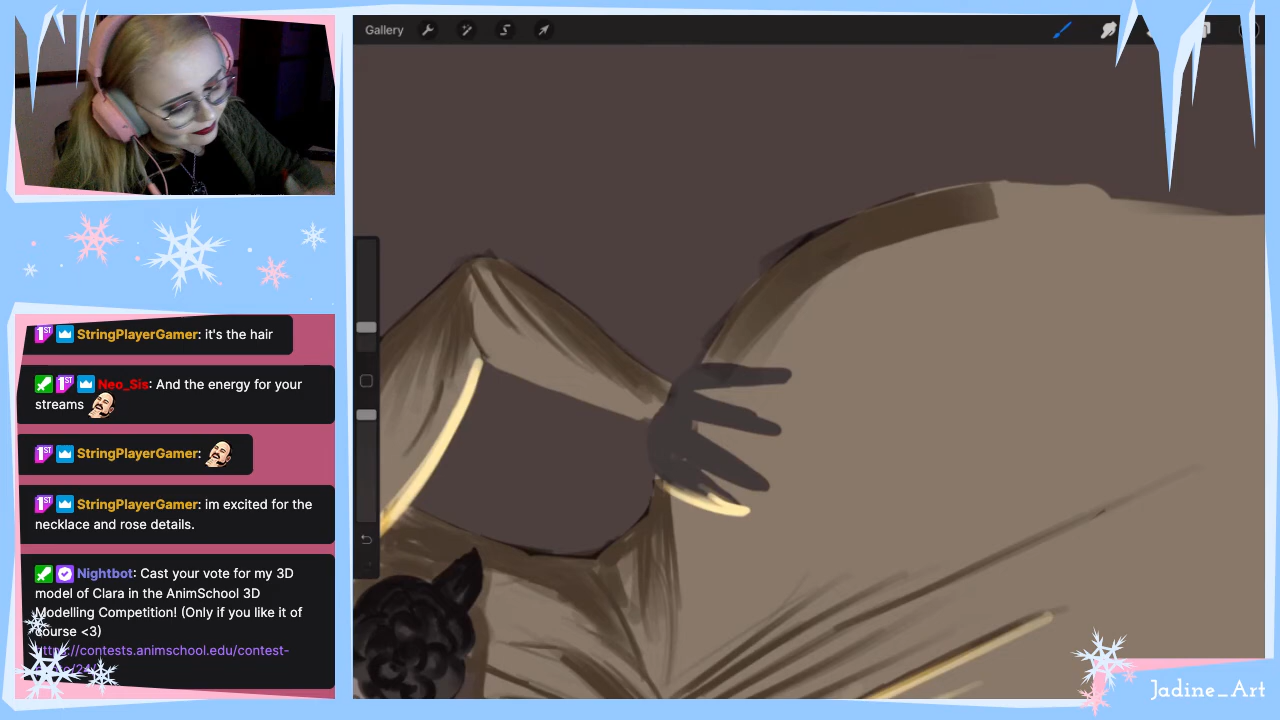 Gallery
StringPlayerGamer: it's the hair
Neo_Sis: And the energy for your
streams
StringPlayerGamer:
StringPlayerGamer: im excited for the
necklace and rose details.
Nightbot: Cast your vote for my 3D
model of Clara in the AnimSchool 3D
Modelling Competition! (Only if you like it of
course <3)
https://contests.animschool.edu/contest-
Jadine_Art